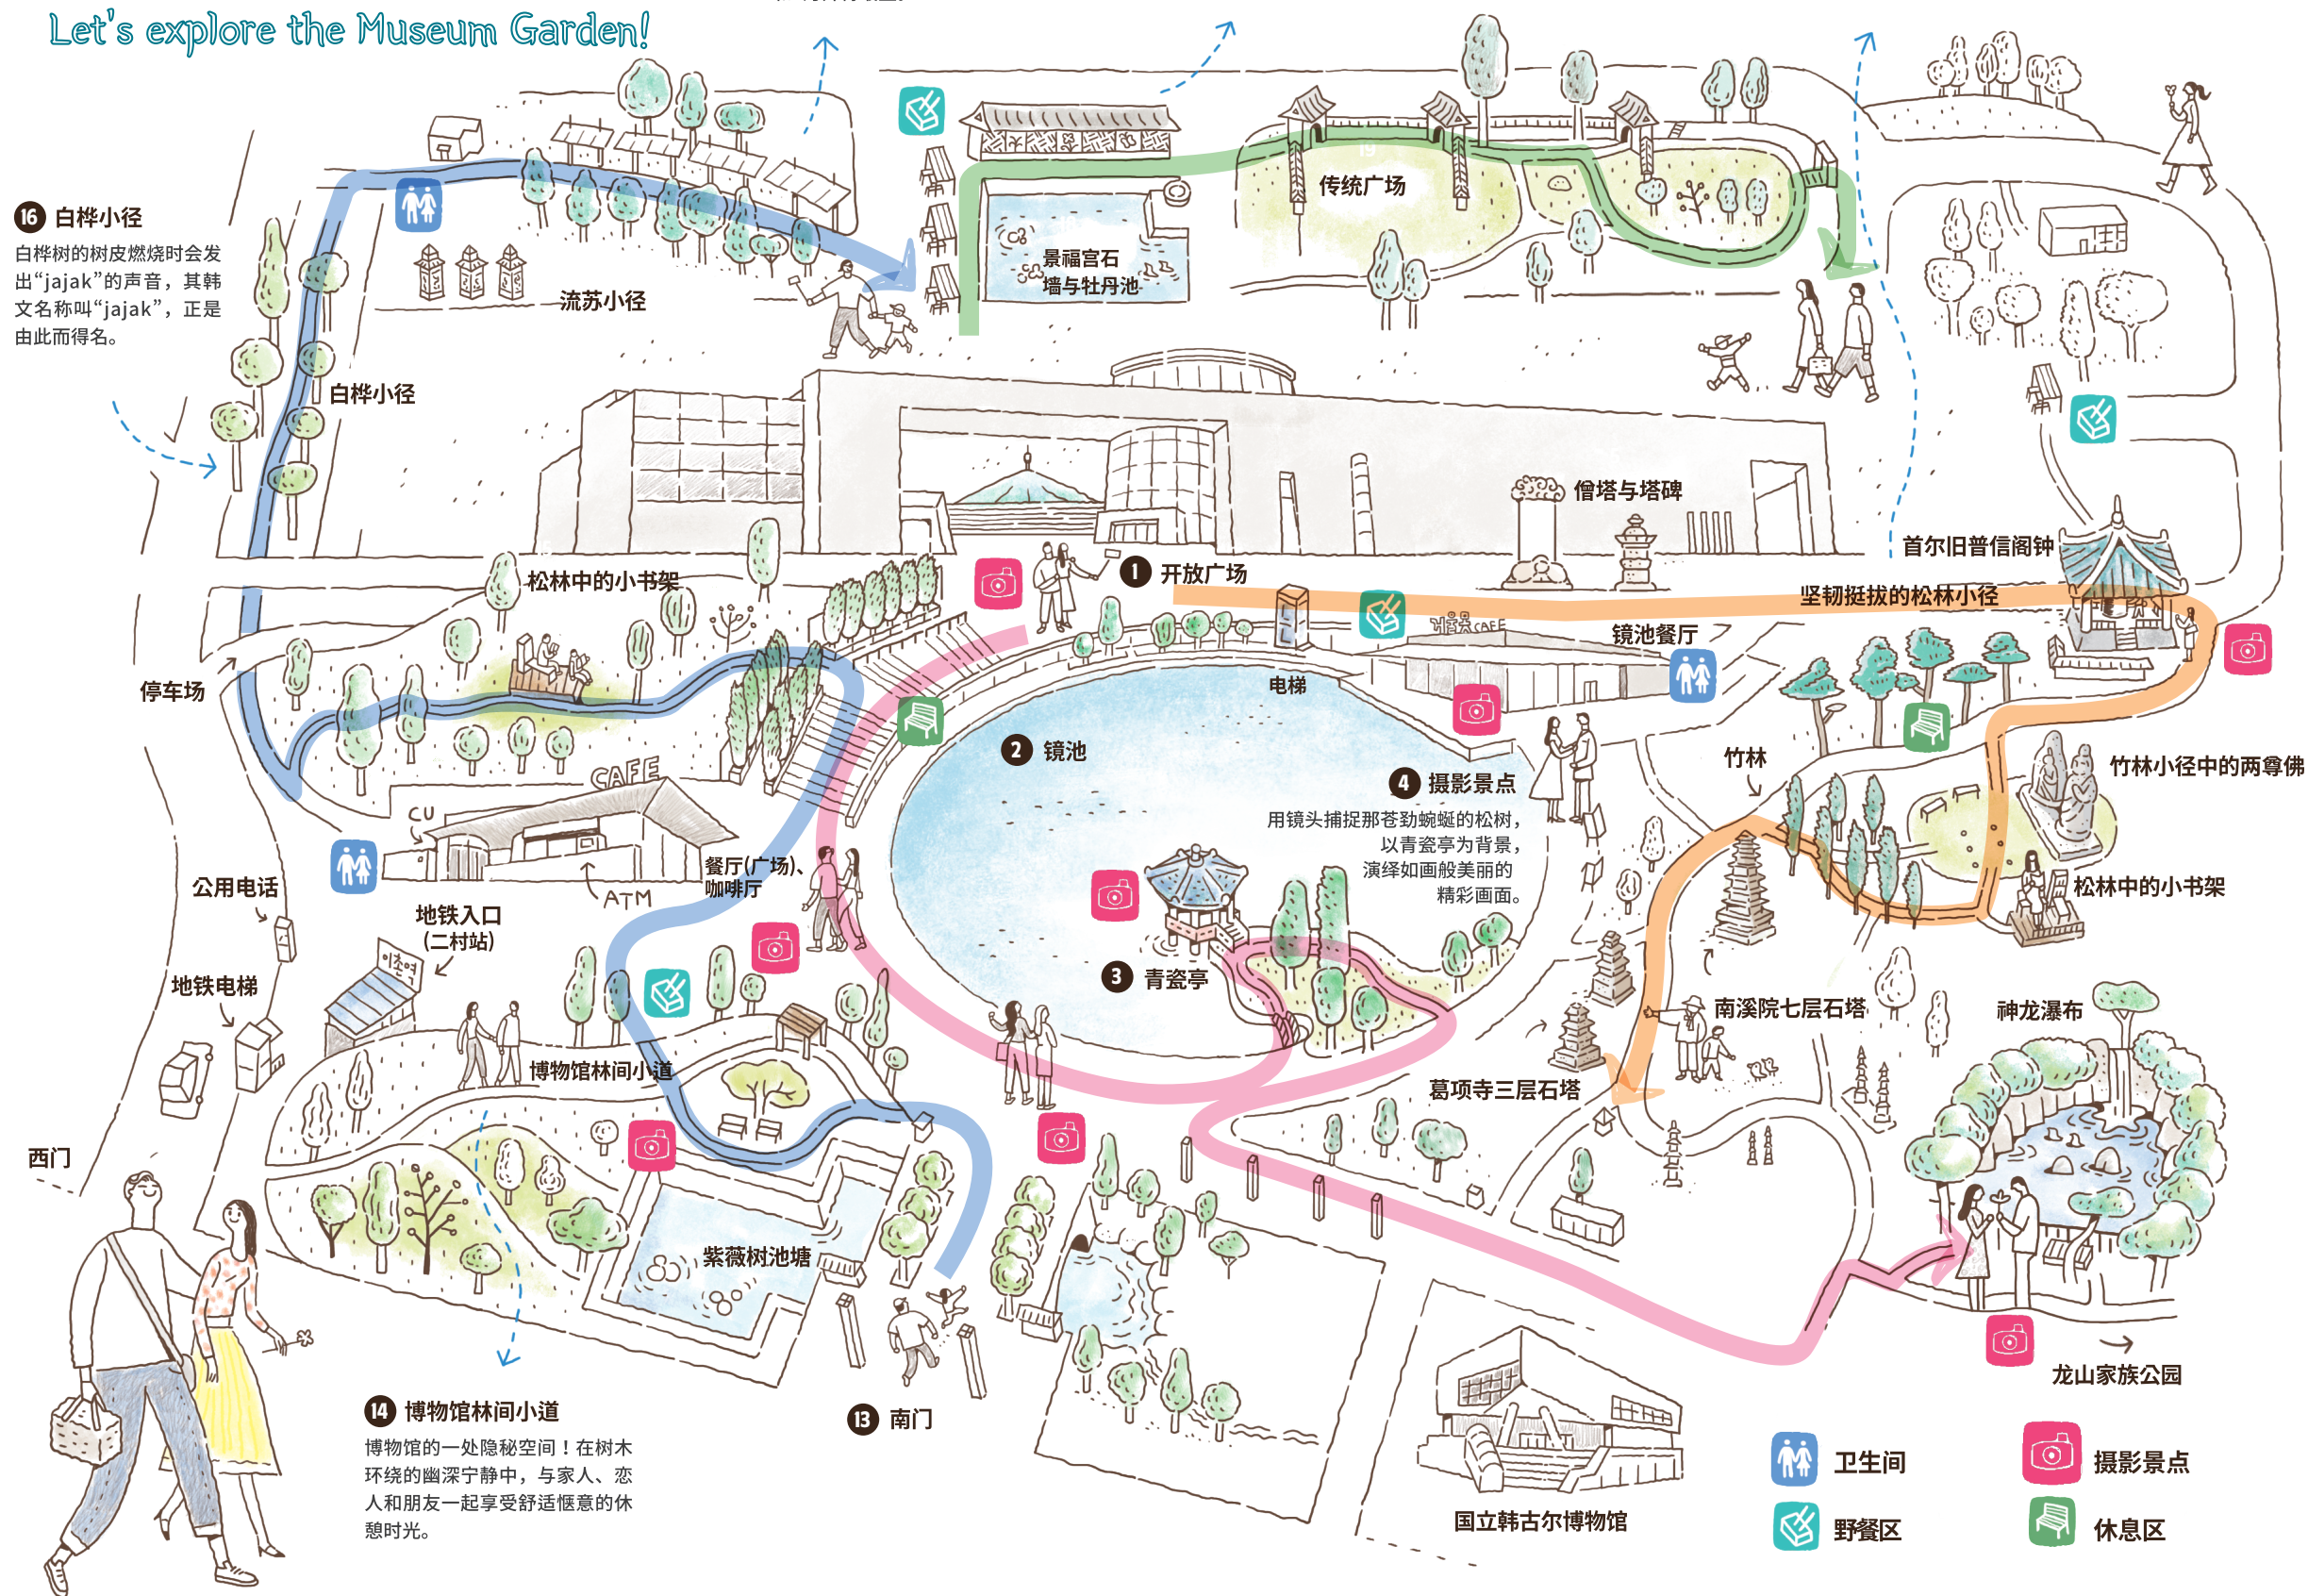 Let's explore the Museum Garden!
16 白桦小径
白桦树的树皮燃烧时会发
出“jajak”的声音，其韩
文名称叫“jajak”，正是
由此而得名。
流苏小径
白桦小径
景福宫石
墙与牡丹池
19
传统广场
僧塔与塔碑
首尔旧普信阁钟
坚韧挺拔的松林小径
1 开放广场
松林中的小书架
거울못 CAFE
镜池餐厅
电梯
停车场
2 镜池
4 摄影景点
用镜头捕捉那苍劲蜿蜒的松树，
以青瓷亭为背景，
演绎如画般美丽的
精彩画面。
竹林
竹林小径中的两尊佛
松林中的小书架
CAFE
CU
ATM
餐厅(广场)、
咖啡厅
公用电话
地铁入口
(二村站)
이촌역
地铁电梯
3 青瓷亭
南溪院七层石塔
神龙瀑布
博物馆林间小道
葛项寺三层石塔
西门
紫薇树池塘
龙山家族公园
14 博物馆林间小道
博物馆的一处隐秘空间！在树木
环绕的幽深宁静中，与家人、恋
人和朋友一起享受舒适惬意的休
憩时光。
13 南门
国立韩古尔博物馆
卫生间
摄影景点
野餐区
休息区